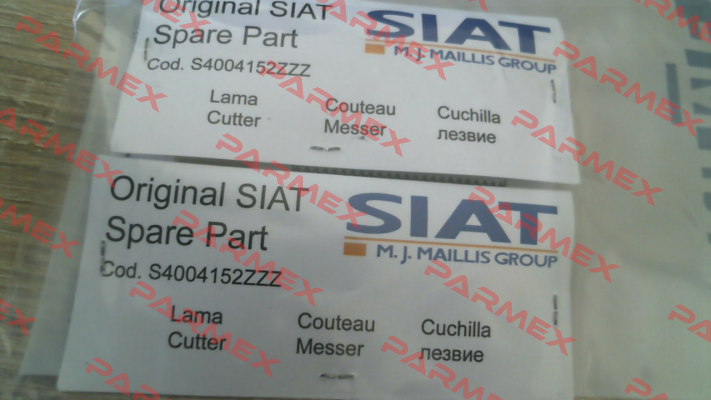 Original SIAT
Spare Part
Cod. S4004152ZZZ
SIAT
M. J. MAILLIS GROUP
Lama Couteau Cuchilla
Cutter Messer лезвие
Original SIAT
Spare Part
Cod. S4004152ZZZ
SIAT
M. J. MAILLIS GROUP
Lama Couteau Cuchilla
Cutter Messer лезвие
PARMEX